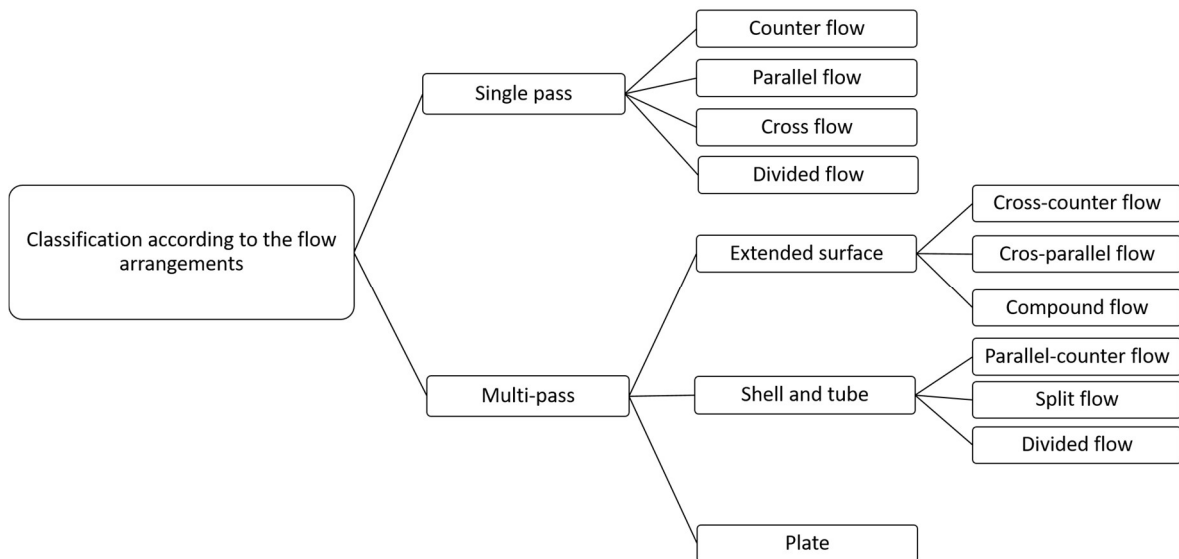 Classification according to the flow
arrangements
Single pass
Counter flow
Parallel flow
Cross flow
Divided flow
Multi-pass
Extended surface
Cross-counter flow
Cros-parallel flow
Compound flow
Shell and tube
Parallel-counter flow
Split flow
Divided flow
Plate